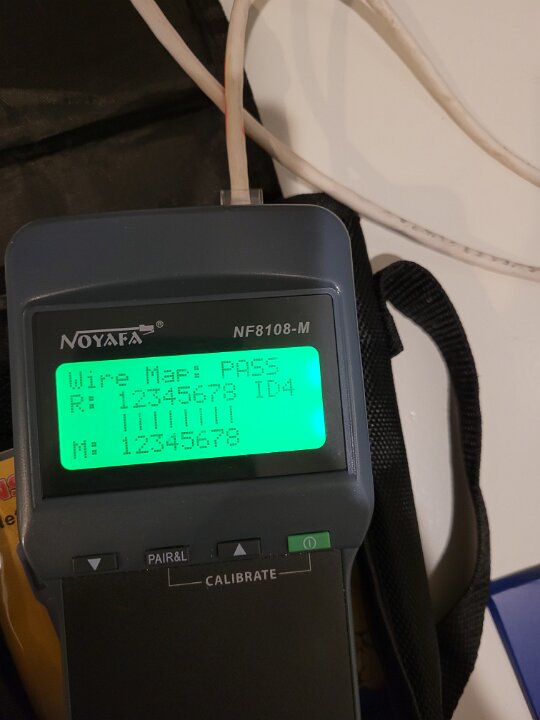 NOYAFA®
NF8108-M
Wire Map: PASS
R: 12345678 ID4
||||||||
M: 12345678
▼
PAIR&L
▲
CALIBRATE